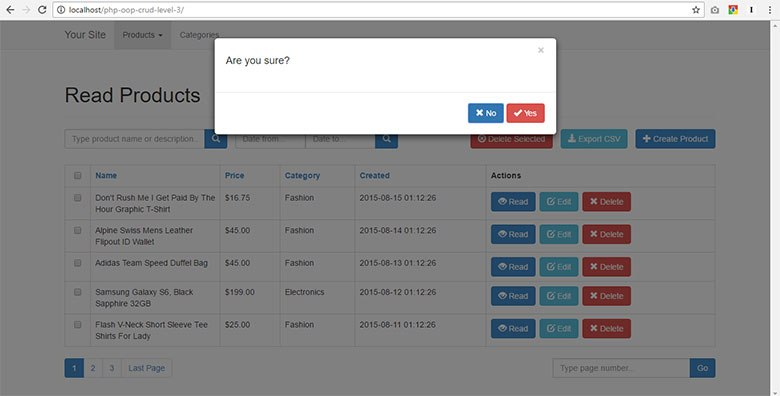 localhost/php-oop-crud-level-3/
Your Site Products Categories
Are you sure?
×
No Yes
Read Products
Type product name or description... Date from... Date to... Delete Selected Export CSV Create Product
Name Price Category Created Actions
Don't Rush Me I Get Paid By The $16.75 Fashion 2015-08-15 01:12:26 Read Edit Delete
Hour Graphic T-Shirt
Alpine Swiss Mens Leather $45.00 Fashion 2015-08-14 01:12:26 Read Edit Delete
Flipout ID Wallet
Adidas Team Speed Duffel Bag $45.00 Fashion 2015-08-13 01:12:26 Read Edit Delete
Samsung Galaxy S6, Black $199.00 Electronics 2015-08-12 01:12:26 Read Edit Delete
Sapphire 32GB
Flash V-Neck Short Sleeve Tee $25.00 Fashion 2015-08-11 01:12:26 Read Edit Delete
Shirts For Lady
1 2 3 Last Page Type page number... Go